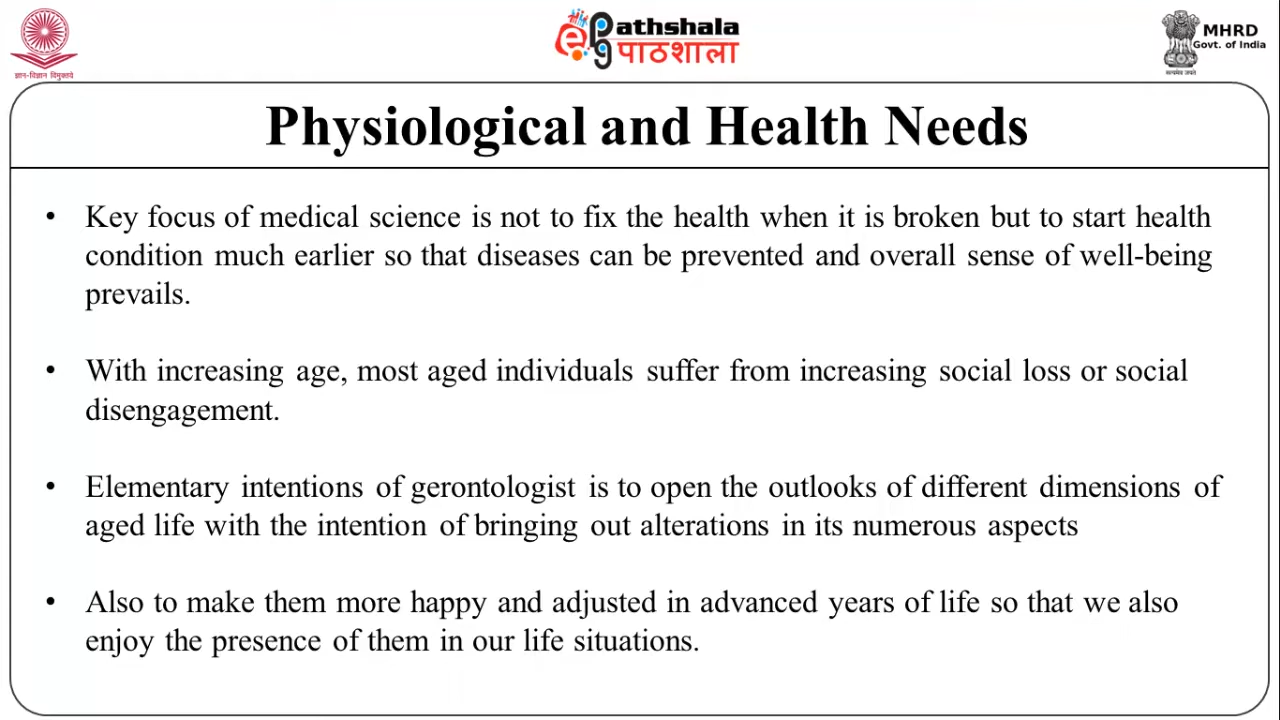 ज्ञान-विज्ञान विमुक्तये
ePG Pathshala
पाठशाला
MHRD
Govt. of India
सत्यमेव जयते
Physiological and Health Needs
• Key focus of medical science is not to fix the health when it is broken but to start health
condition much earlier so that diseases can be prevented and overall sense of well-being
prevails.
• With increasing age, most aged individuals suffer from increasing social loss or social
disengagement.
• Elementary intentions of gerontologist is to open the outlooks of different dimensions of
aged life with the intention of bringing out alterations in its numerous aspects
• Also to make them more happy and adjusted in advanced years of life so that we also
enjoy the presence of them in our life situations.